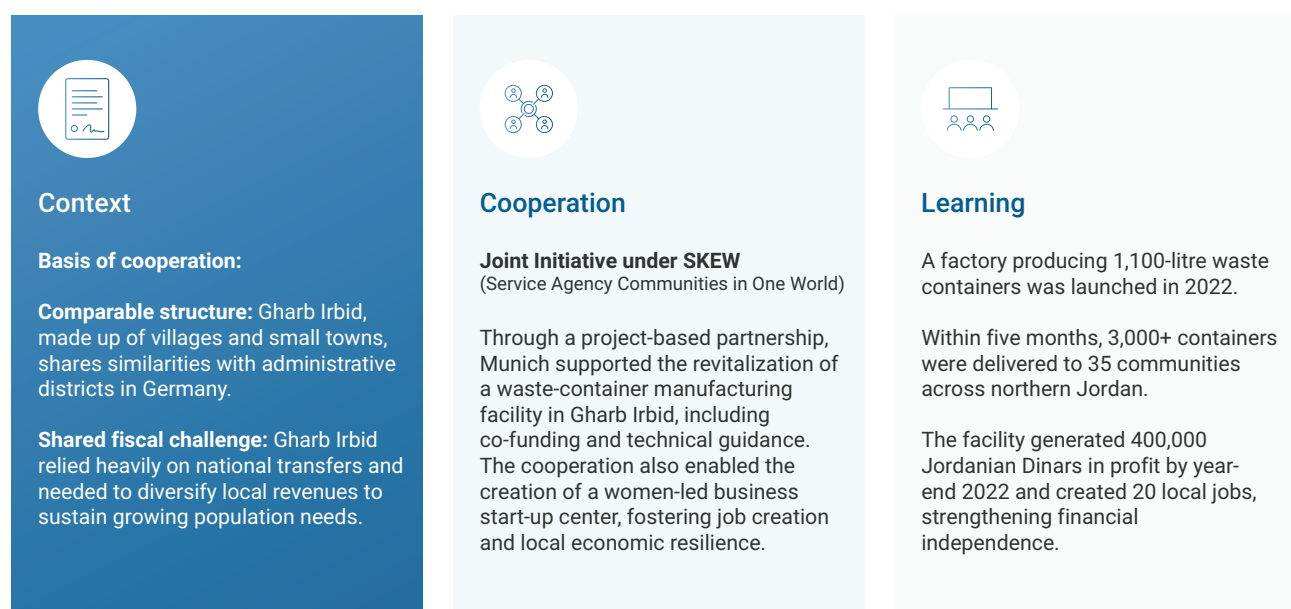 Context
Basis of cooperation:
Comparable structure: Gharb Irbid,
made up of villages and small towns,
shares similarities with administrative
districts in Germany.
Shared fiscal challenge: Gharb Irbid
relied heavily on national transfers and
needed to diversify local revenues to
sustain growing population needs.
Cooperation
Joint Initiative under SKEW
(Service Agency Communities in One World)
Through a project-based partnership,
Munich supported the revitalization of
a waste-container manufacturing
facility in Gharb Irbid, including
co-funding and technical guidance.
The cooperation also enabled the
creation of a women-led business
start-up center, fostering job creation
and local economic resilience.
Learning
A factory producing 1,100-litre waste
containers was launched in 2022.
Within five months, 3,000+ containers
were delivered to 35 communities
across northern Jordan.
The facility generated 400,000
Jordanian Dinars in profit by year-
end 2022 and created 20 local jobs,
strengthening financial
independence.